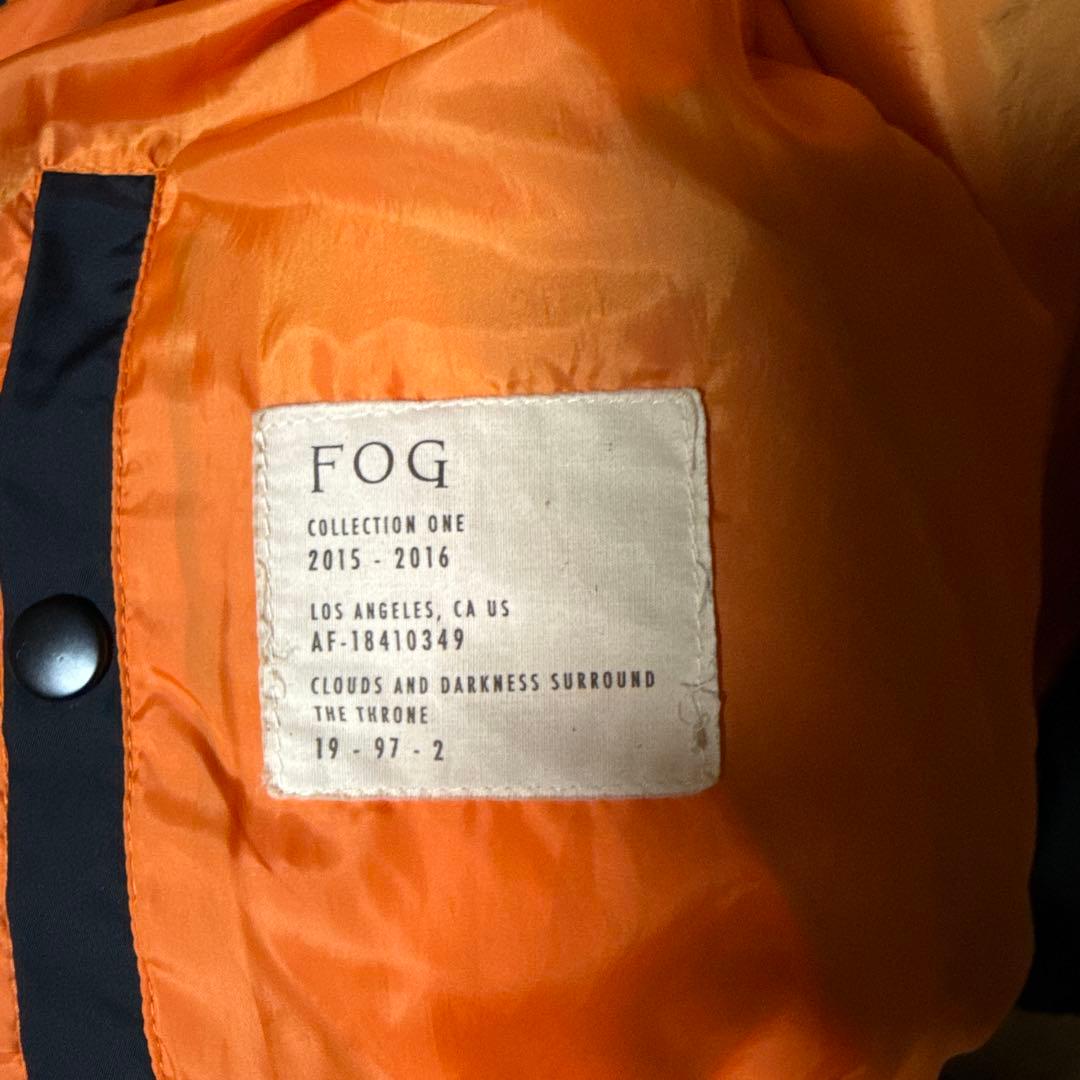 FOG
COLLECTION ONE
2015 - 2016
LOS ANGELES, CA US
AF-18410349
CLOUDS AND DARKNESS SURROUND
THE THRONE
19 - 97 - 2